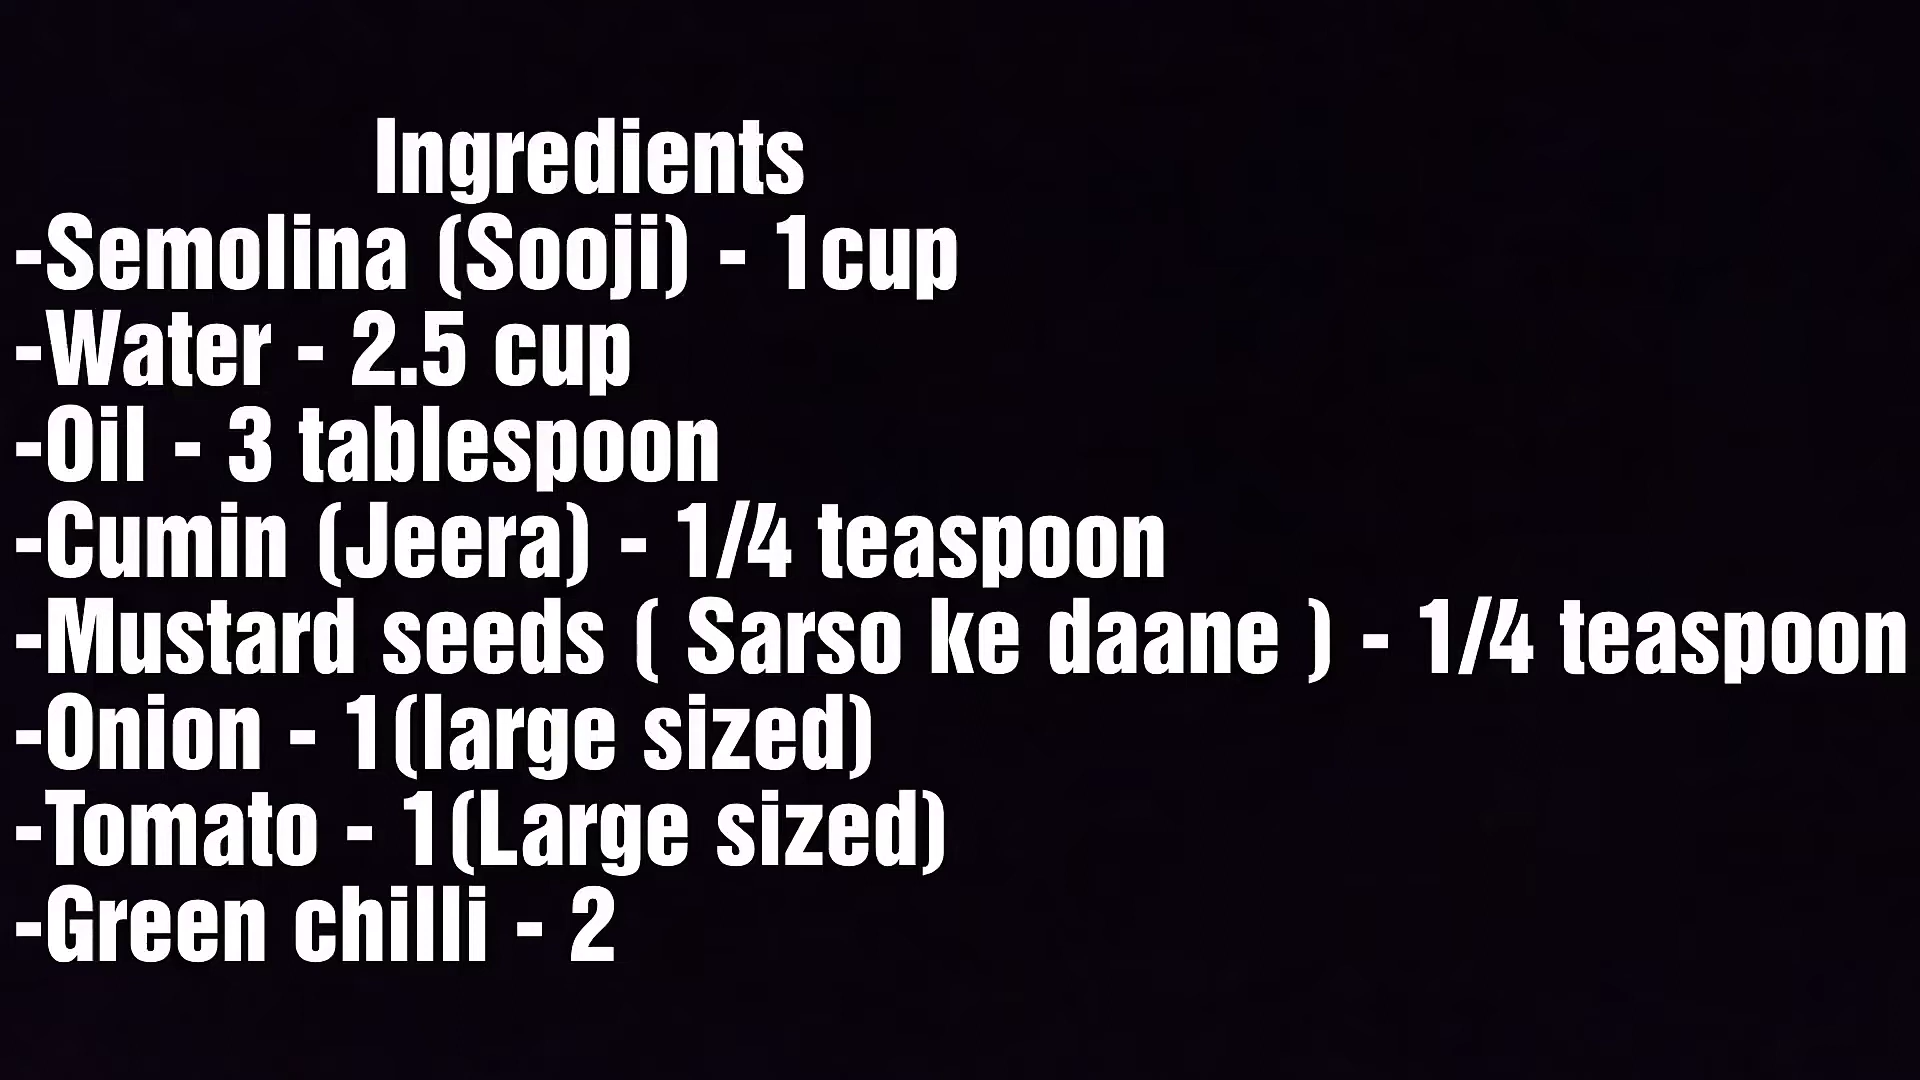 Ingredients
-Semolina (Sooji) - 1cup
-Water - 2.5 cup
-Oil - 3 tablespoon
-Cumin (Jeera) - 1/4 teaspoon
-Mustard seeds ( Sarso ke daane ) - 1/4 teaspoon
-Onion - 1(large sized)
-Tomato - 1(Large sized)
-Green chilli - 2